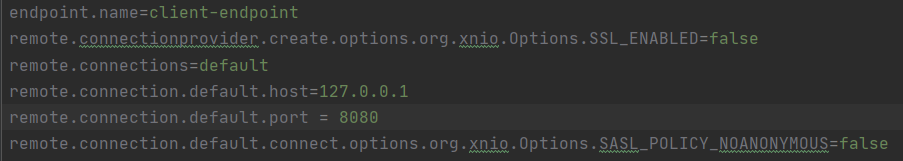 endpoint.name=client-endpoint
remote.connectionprovider.create.options.org.xnio.Options.SSL_ENABLED=false
remote.connections=default
remote.connection.default.host=127.0.0.1
remote.connection.default.port = 8080
remote.connection.default.connect.options.org.xnio.Options.SASL_POLICY_NOANONYMOUS=false